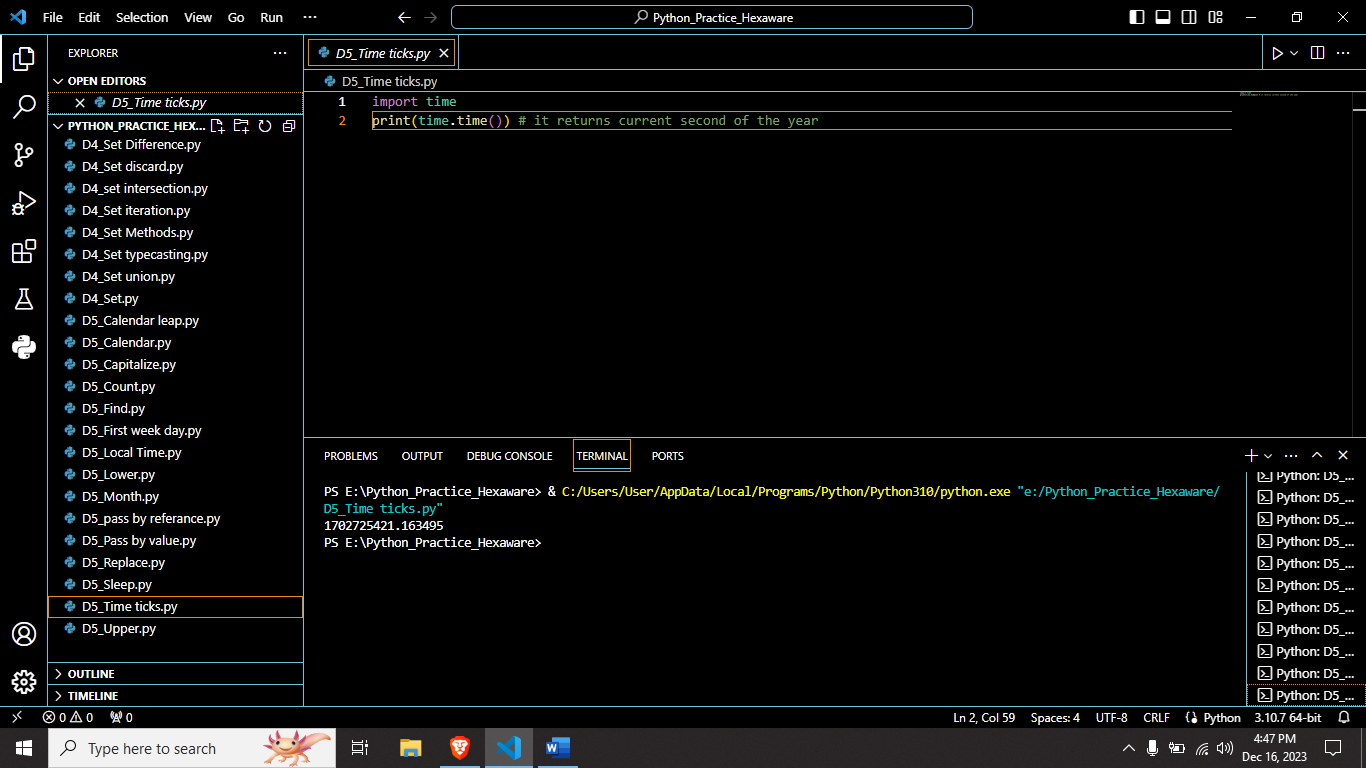 File Edit Selection View Go Run ···
Python_Practice_Hexaware
EXPLORER ···
OPEN EDITORS
D5_Time ticks.py
PYTHON_PRACTICE_HEX...
D4_Set Difference.py
D4_Set discard.py
D4_set intersection.py
D4_Set iteration.py
D4_Set Methods.py
D4_Set typecasting.py
D4_Set union.py
D4_Set.py
D5_Calendar leap.py
D5_Calendar.py
D5_Capitalize.py
D5_Count.py
D5_Find.py
D5_First week day.py
D5_Local Time.py
D5_Lower.py
D5_Month.py
D5_pass by referance.py
D5_Pass by value.py
D5_Replace.py
D5_Sleep.py
D5_Time ticks.py
D5_Upper.py
OUTLINE
TIMELINE
D5_Time ticks.py
D5_Time ticks.py
1 import time
2 print(time.time()) # it returns current second of the year
PROBLEMS OUTPUT DEBUG CONSOLE TERMINAL PORTS
PS E:\Python_Practice_Hexaware> & C:/Users/User/AppData/Local/Programs/Python/Python310/python.exe "e:/Python_Practice_Hexaware/
D5_Time ticks.py"
1702725421.163495
PS E:\Python_Practice_Hexaware>
Python: D5_...
Python: D5_...
Python: D5_...
Python: D5_...
Python: D5_...
Python: D5_...
Python: D5_...
Python: D5_...
Python: D5_...
Python: D5_...
Python: D5_...
0 0 0
Ln 2, Col 59 Spaces: 4 UTF-8 CRLF Python 3.10.7 64-bit
Type here to search
4:47 PM
Dec 16, 2023